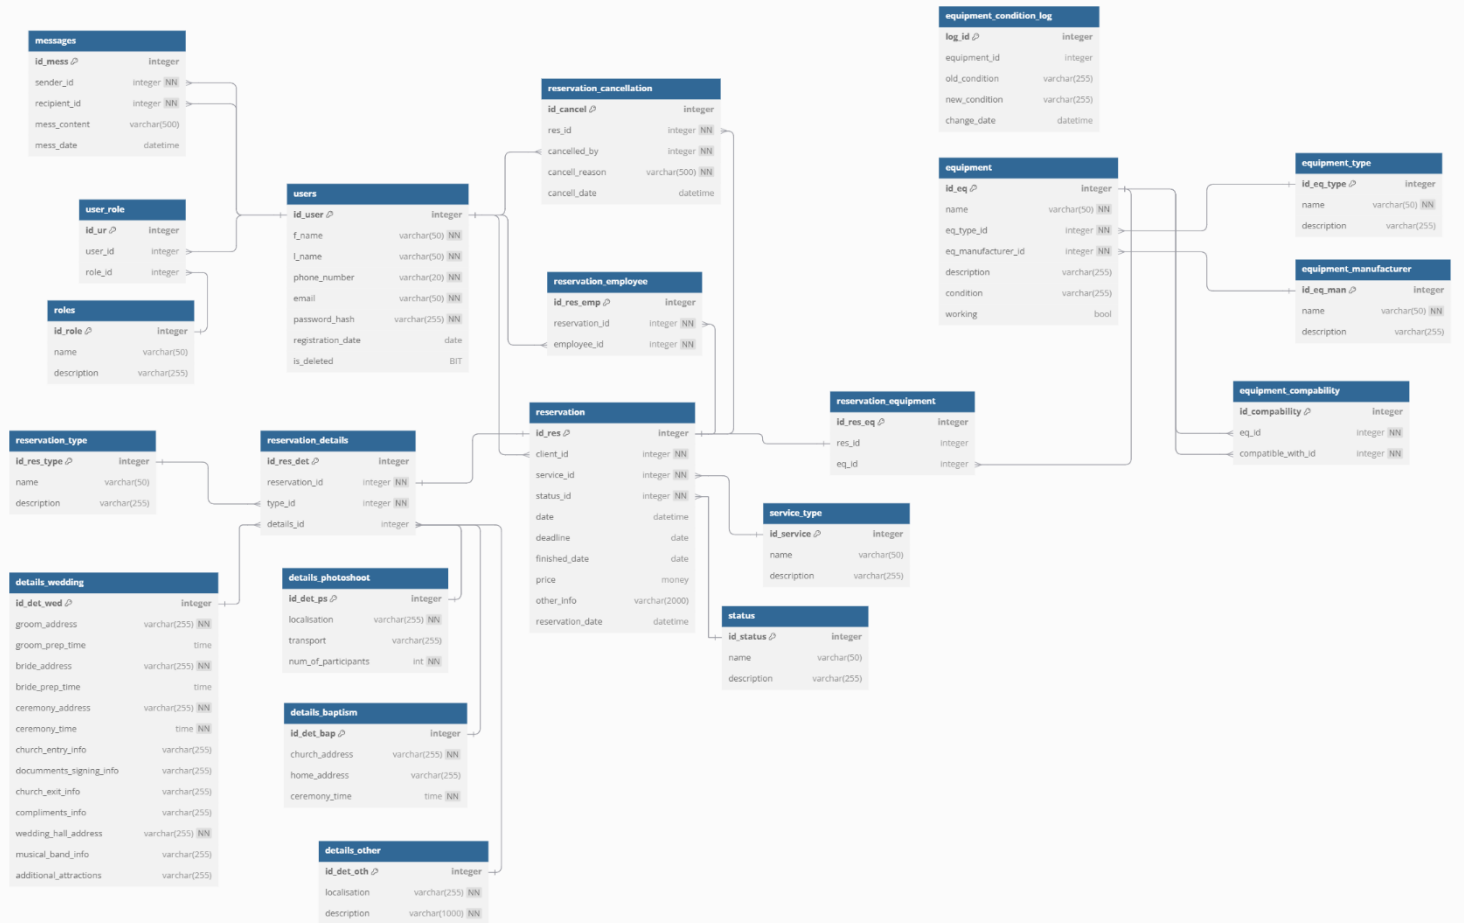 messages
id_mess integer
sender_id integer NN
recipient_id integer NN
mess_content varchar(500)
mess_date datetime
user_role
id_ur integer
user_id integer
role_id integer
roles
id_role integer
name varchar(50)
description varchar(255)
users
id_user integer
f_name varchar(50) NN
l_name varchar(50) NN
phone_number varchar(20) NN
email varchar(50) NN
password_hash varchar(255) NN
registration_date date
is_deleted BIT
reservation_cancellation
id_cancel integer
res_id integer NN
cancelled_by integer NN
cancell_reason varchar(500) NN
cancell_date datetime
reservation_employee
id_res_emp integer
reservation_id integer NN
employee_id integer NN
equipment_condition_log
log_id integer
equipment_id integer
old_condition varchar(255)
new_condition varchar(255)
change_date datetime
equipment
id_eq integer
name varchar(50) NN
eq_type_id integer NN
eq_manufacturer_id integer NN
description varchar(255)
condition varchar(255)
working bool
equipment_type
id_eq_type integer
name varchar(50) NN
description varchar(255)
equipment_manufacturer
id_eq_man integer
name varchar(50) NN
description varchar(255)
equipment_compability
id_compability integer
eq_id integer NN
compatible_with_id integer NN
reservation_type
id_res_type integer
name varchar(50)
description varchar(255)
reservation_details
id_res_det integer
reservation_id integer NN
type_id integer NN
details_id integer
reservation
id_res integer
client_id integer NN
service_id integer NN
status_id integer NN
date datetime
deadline date
finished_date date
price money
other_info varchar(2000)
reservation_date datetime
reservation_equipment
id_res_eq integer
res_id integer
eq_id integer
service_type
id_service integer
name varchar(50)
description varchar(255)
status
id_status integer
name varchar(50)
description varchar(255)
details_wedding
id_det_wed integer
groom_address varchar(255) NN
groom_prep_time time
bride_address varchar(255) NN
bride_prep_time time
ceremony_address varchar(255) NN
ceremony_time time NN
church_entry_info varchar(255)
documments_signing_info varchar(255)
church_exit_info varchar(255)
compliments_info varchar(255)
wedding_hall_address varchar(255) NN
musical_band_info varchar(255)
additional_attractions varchar(255)
details_photoshoot
id_det_ps integer
localisation varchar(255) NN
transport varchar(255)
num_of_participants int NN
details_baptism
id_det_bap integer
church_address varchar(255) NN
home_address varchar(255)
ceremony_time time NN
details_other
id_det_oth integer
localisation varchar(255) NN
description varchar(1000) NN